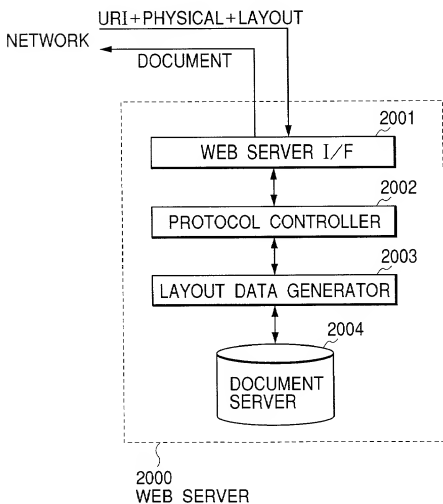 URI+PHYSICAL+LAYOUT
NETWORK
DOCUMENT
2001
WEB SERVER I/F
2002
PROTOCOL CONTROLLER
2003
LAYOUT DATA GENERATOR
2004
DOCUMENT
SERVER
2000
WEB SERVER